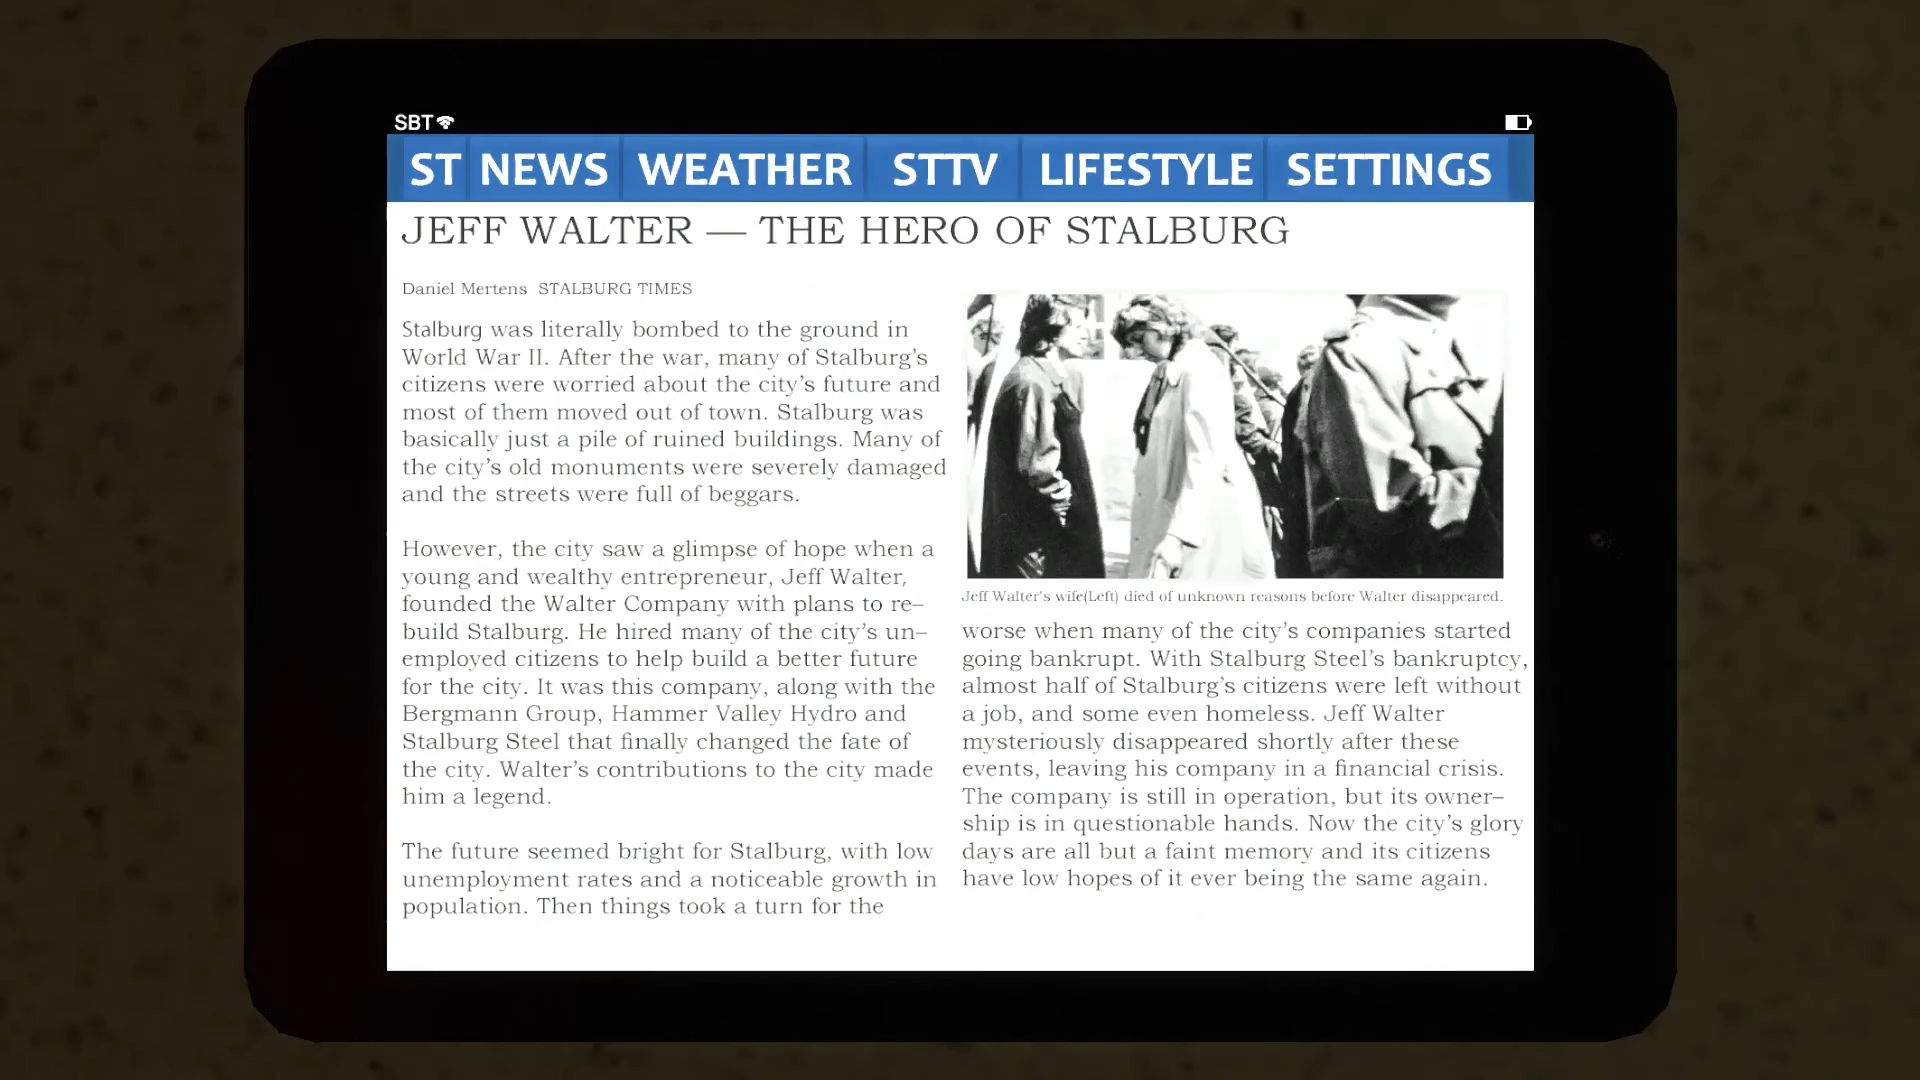 SBT
ST NEWS WEATHER STTV LIFESTYLE SETTINGS
JEFF WALTER — THE HERO OF STALBURG
Daniel Mertens STALBURG TIMES
Stalburg was literally bombed to the ground in
World War II. After the war, many of Stalburg's
citizens were worried about the city's future and
most of them moved out of town. Stalburg was
basically just a pile of ruined buildings. Many of
the city's old monuments were severely damaged
and the streets were full of beggars.
However, the city saw a glimpse of hope when a
young and wealthy entrepreneur, Jeff Walter,
founded the Walter Company with plans to re–
build Stalburg. He hired many of the city's un–
employed citizens to help build a better future
for the city. It was this company, along with the
Bergmann Group, Hammer Valley Hydro and
Stalburg Steel that finally changed the fate of
the city. Walter's contributions to the city made
him a legend.
The future seemed bright for Stalburg, with low
unemployment rates and a noticeable growth in
population. Then things took a turn for the
Jeff Walter's wife(Left) died of unknown reasons before Walter disappeared.
worse when many of the city's companies started
going bankrupt. With Stalburg Steel's bankruptcy,
almost half of Stalburg's citizens were left without
a job, and some even homeless. Jeff Walter
mysteriously disappeared shortly after these
events, leaving his company in a financial crisis.
The company is still in operation, but its owner–
ship is in questionable hands. Now the city's glory
days are all but a faint memory and its citizens
have low hopes of it ever being the same again.